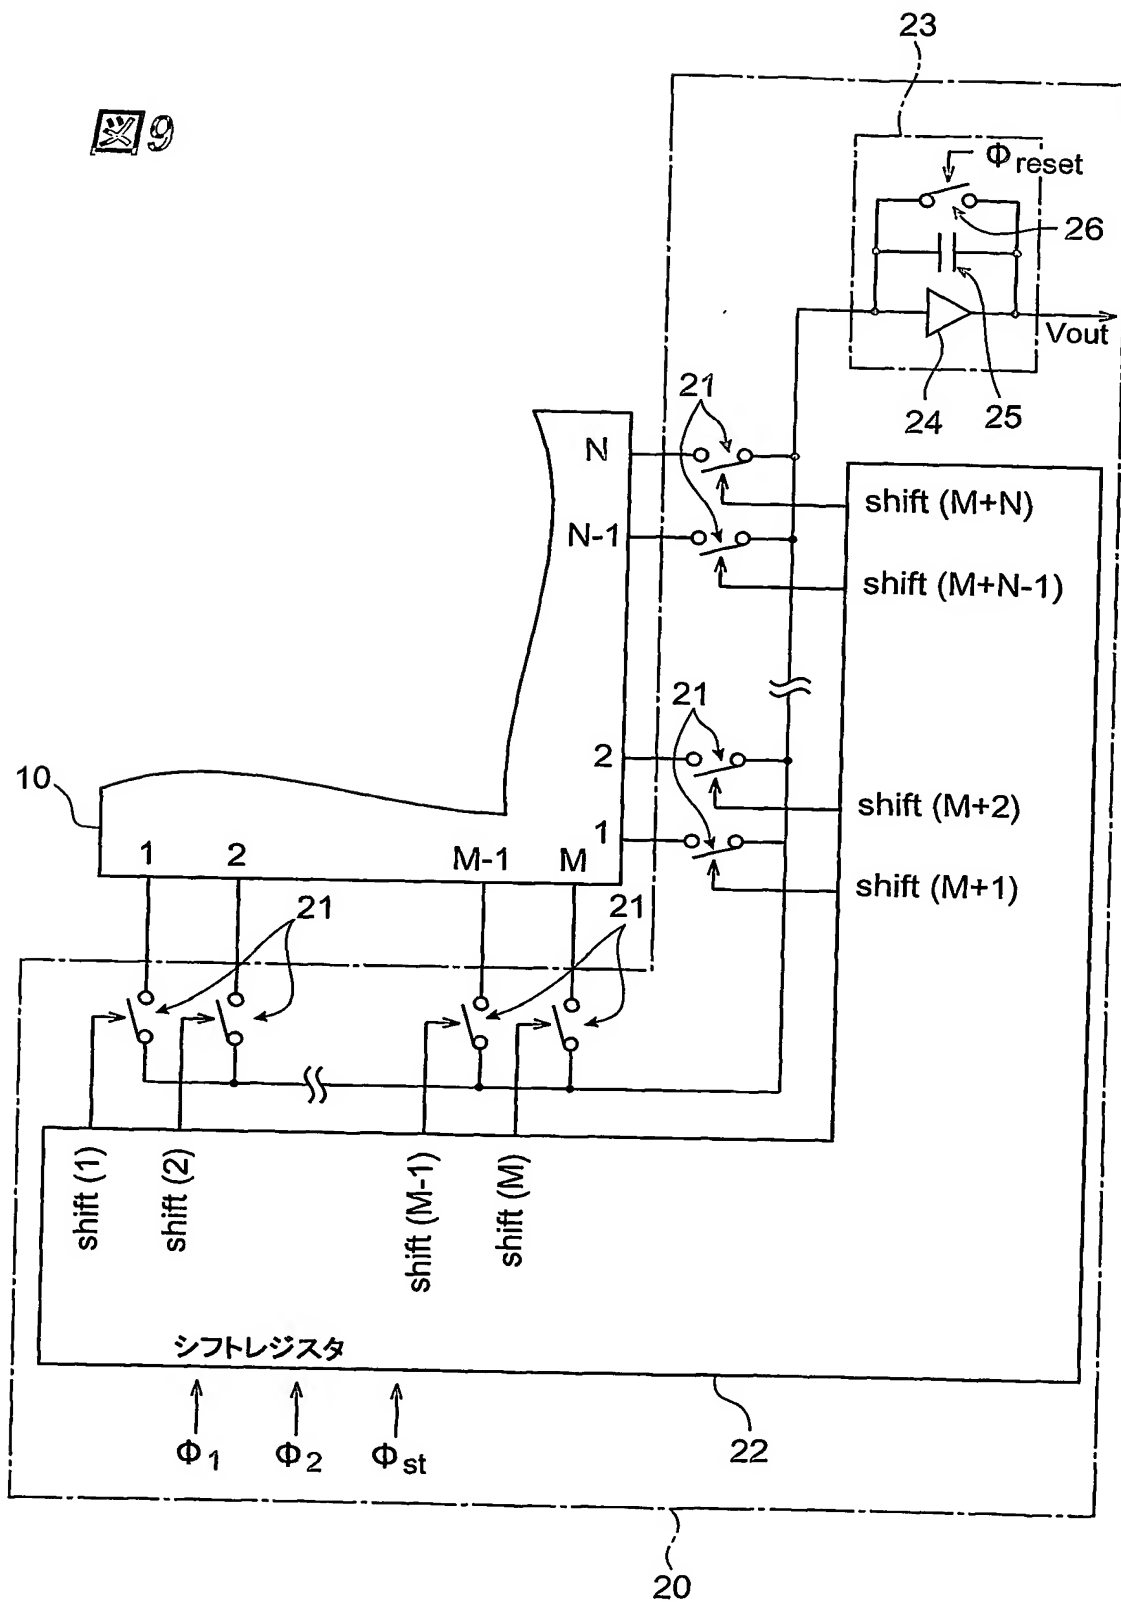 図9
23
Φreset
26
Vout
24
25
21
N
shift (M+N)
N-1
shift (M+N-1)
21
2
shift (M+2)
10
1
shift (M+1)
1
2
M-1
M
21
21
shift (1)
shift (2)
shift (M-1)
shift (M)
シフトレジスタ
Φ1
Φ2
Φst
22
20